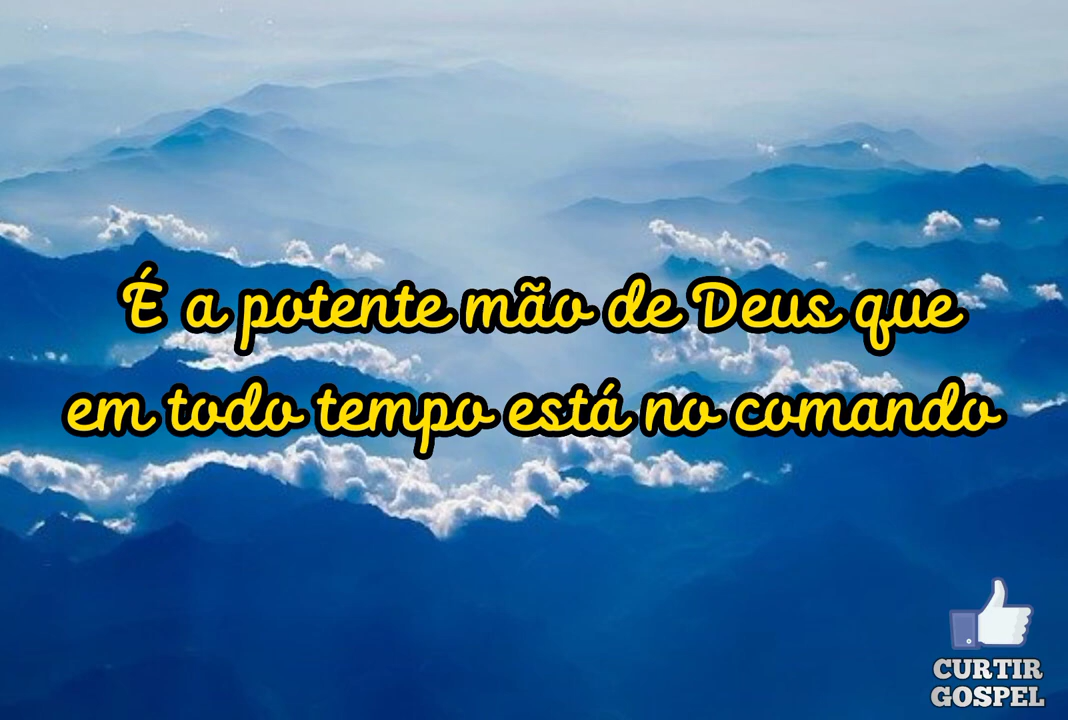 É a potente mão de Deus que
em todo tempo está no comando
CURTIR
GOSPEL